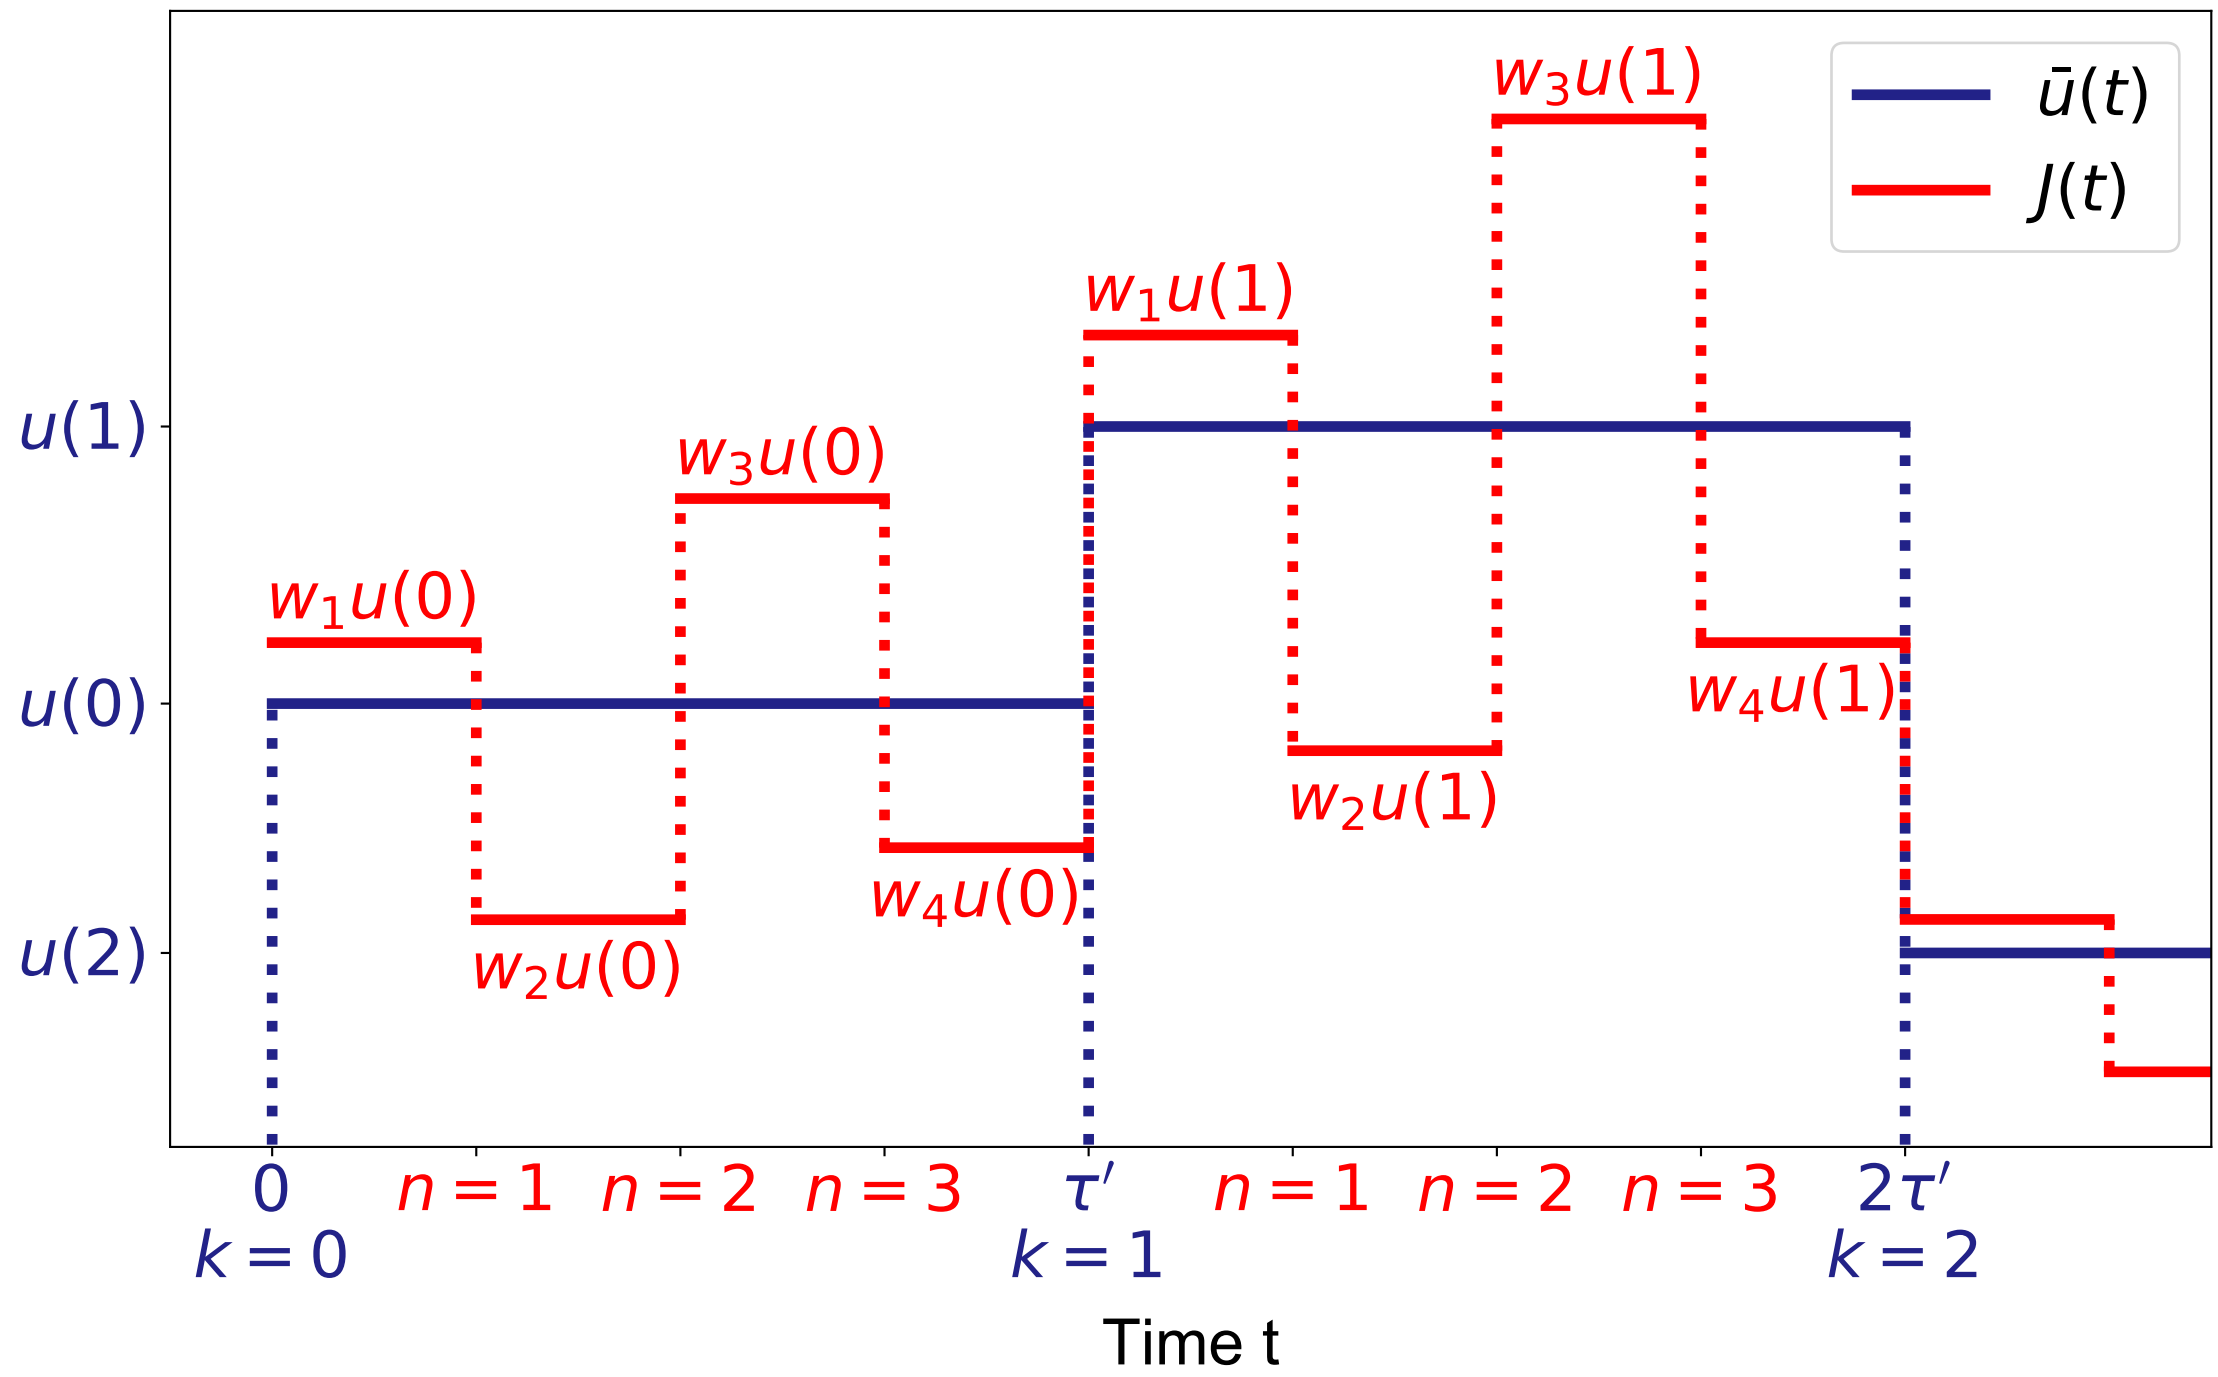 w₃u(1)
ū(t)
J(t)
w₁u(1)
u(1)
w₃u(0)
w₁u(0)
u(0)
w₄u(1)
w₂u(1)
w₄u(0)
u(2)
w₂u(0)
0 n = 1 n = 2 n = 3 τ′ n = 1 n = 2 n = 3 2τ′
k = 0 k = 1 k = 2
Time t